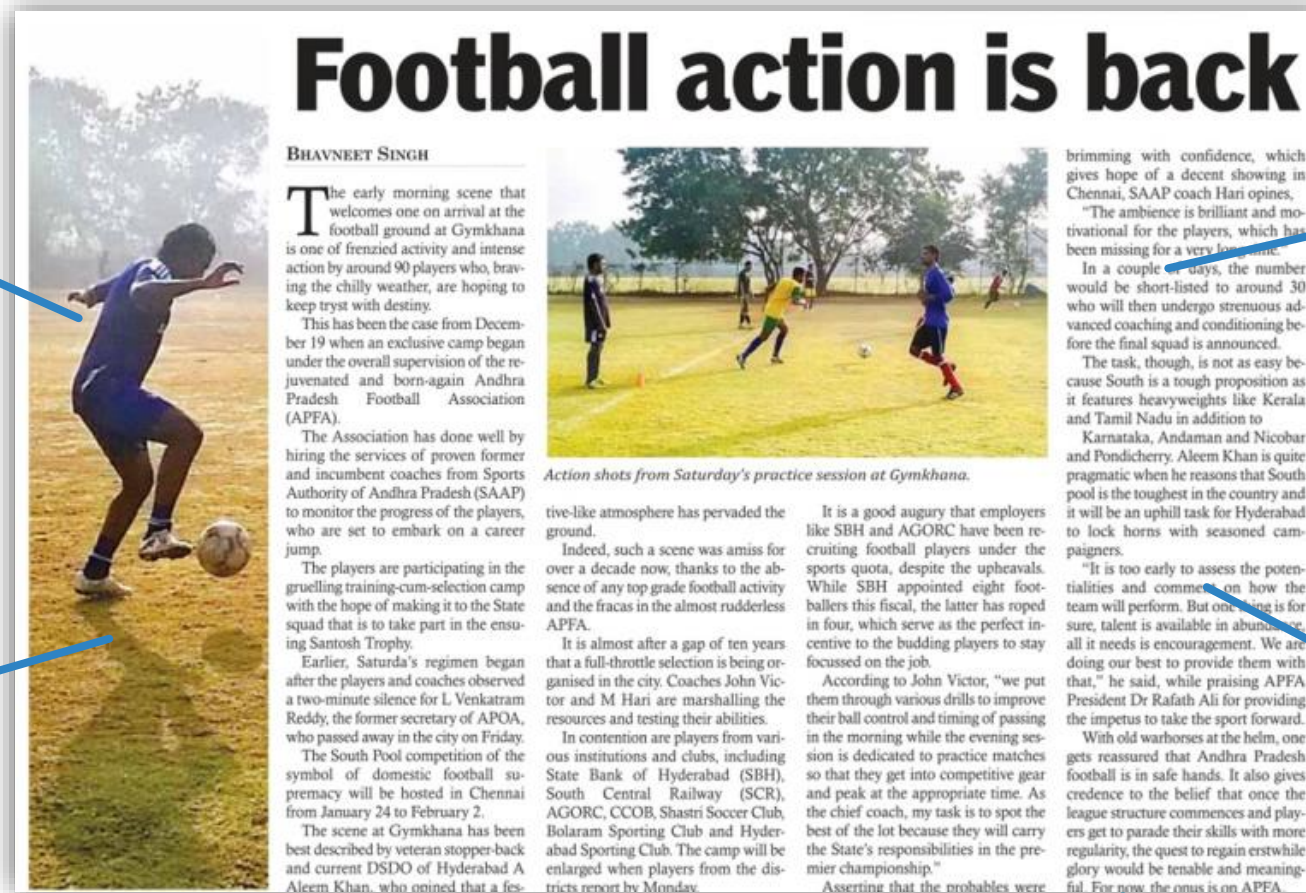 Football action is back
BHAVNEET SINGH
The early morning scene that
welcomes one on arrival at the
football ground at Gymkhana
is one of frenzied activity and intense
action by around 90 players who, brav-
ing the chilly weather, are hoping to
keep tryst with destiny.
This has been the case from Decem-
ber 19 when an exclusive camp began
under the overall supervision of the re-
juvenated and born-again Andhra
Pradesh Football Association
(APFA).
The Association has done well by
hiring the services of proven former
and incumbent coaches from Sports
Authority of Andhra Pradesh (SAAP)
to monitor the progress of the players,
who are set to embark on a career
jump.
The players are participating in the
gruelling training-cum-selection camp
with the hope of making it to the State
squad that is to take part in the ensu-
ing Santosh Trophy.
Earlier, Saturda's regimen began
after the players and coaches observed
a two-minute silence for L Venkatram
Reddy, the former secretary of APOA,
who passed away in the city on Friday.
The South Pool competition of the
symbol of domestic football su-
premacy will be hosted in Chennai
from January 24 to February 2.
The scene at Gymkhana has been
best described by veteran stopper-back
and current DSDO of Hyderabad A
Aleem Khan, who opined that a fes-
Action shots from Saturday's practice session at Gymkhana.
tive-like atmosphere has pervaded the
ground.
Indeed, such a scene was amiss for
over a decade now, thanks to the ab-
sence of any top grade football activity
and the fracas in the almost rudderless
APFA.
It is almost after a gap of ten years
that a full-throttle selection is being or-
ganised in the city. Coaches John Vic-
tor and M Hari are marshalling the
resources and testing their abilities.
In contention are players from vari-
ous institutions and clubs, including
State Bank of Hyderabad (SBH),
South Central Railway (SCR),
AGORC, CCOB, Shastri Soccer Club,
Bolaram Sporting Club and Hyder-
abad Sporting Club. The camp will be
enlarged when players from the dis-
tricts report by Monday.
It is a good augury that employers
like SBH and AGORC have been re-
cruiting football players under the
sports quota, despite the upheavals.
While SBH appointed eight foot-
ballers this fiscal, the latter has roped
in four, which serve as the perfect in-
centive to the budding players to stay
focussed on the job.
According to John Victor, "we put
them through various drills to improve
their ball control and timing of passing
in the morning while the evening ses-
sion is dedicated to practice matches
so that they get into competitive gear
and peak at the appropriate time. As
the chief coach, my task is to spot the
best of the lot because they will carry
the State's responsibilities in the pre-
mier championship."
Asserting that the probables were
brimming with confidence, which
gives hope of a decent showing in
Chennai, SAAP coach Hari opines,
"The ambience is brilliant and mo-
tivational for the players, which has
been missing for a very long time."
In a couple of days, the number
would be short-listed to around 30
who will then undergo strenuous ad-
vanced coaching and conditioning be-
fore the final squad is announced.
The task, though, is not as easy be-
cause South is a tough proposition as
it features heavyweights like Kerala
and Tamil Nadu in addition to
Karnataka, Andaman and Nicobar
and Pondicherry. Aleem Khan is quite
pragmatic when he reasons that South
pool is the toughest in the country and
it will be an uphill task for Hyderabad
to lock horns with seasoned cam-
paigners.
"It is too early to assess the poten-
tialities and comment on how the
team will perform. But one thing is for
sure, talent is available in abundance,
all it needs is encouragement. We are
doing our best to provide them with
that," he said, while praising APFA
President Dr Rafath Ali for providing
the impetus to take the sport forward.
With old warhorses at the helm, one
gets reassured that Andhra Pradesh
football is in safe hands. It also gives
credence to the belief that once the
league structure commences and play-
ers get to parade their skills with more
regularity, the quest to regain erstwhile
glory would be tenable and meaning-
ful. For now, the onus is on APFA.